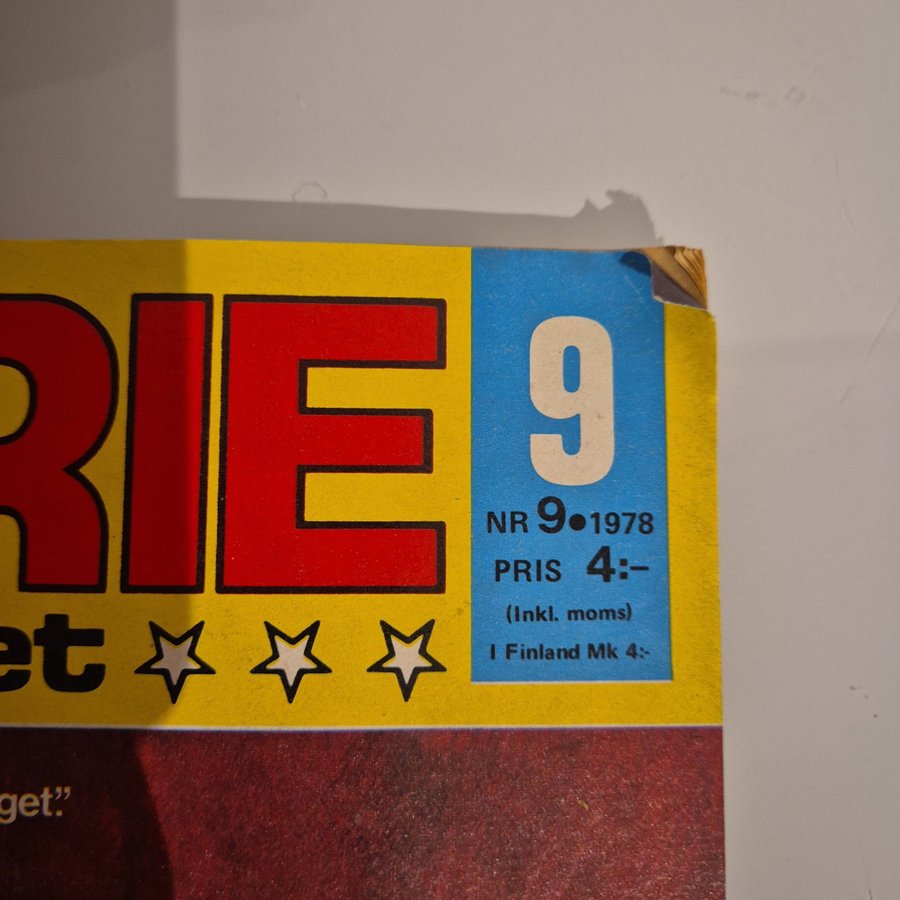 RIE
9
NR 9•1978
PRIS 4:–
(Inkl. moms)
I Finland Mk 4:-
et
get."